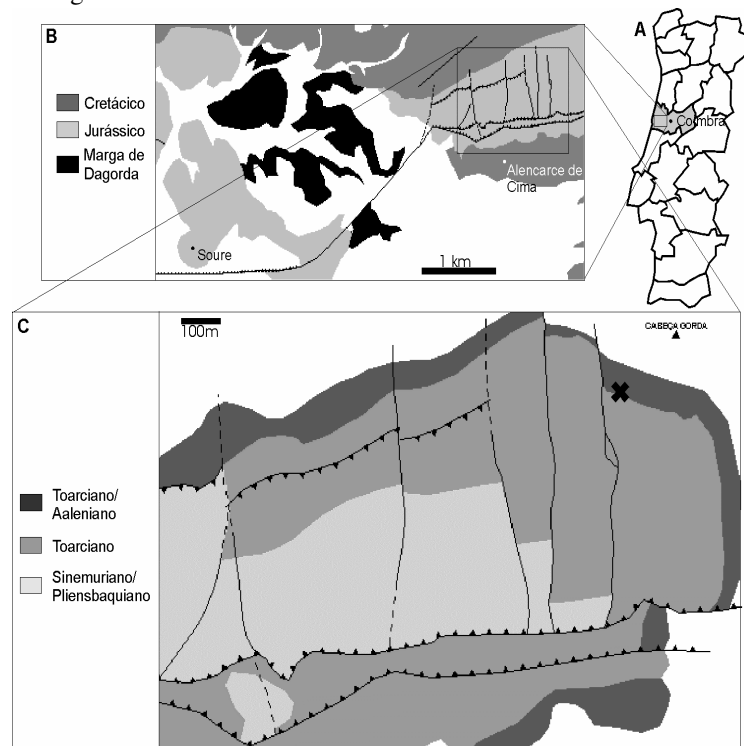 B
A
Cretácico
Jurássico
Marga de
Dagorda
Coimbra
Alencarce de
Cima
Soure
1 km
C
100m
CABEÇA GORDA
Toarciano/
Aaleniano
Toarciano
Sinemuriano/
Pliensbaquiano